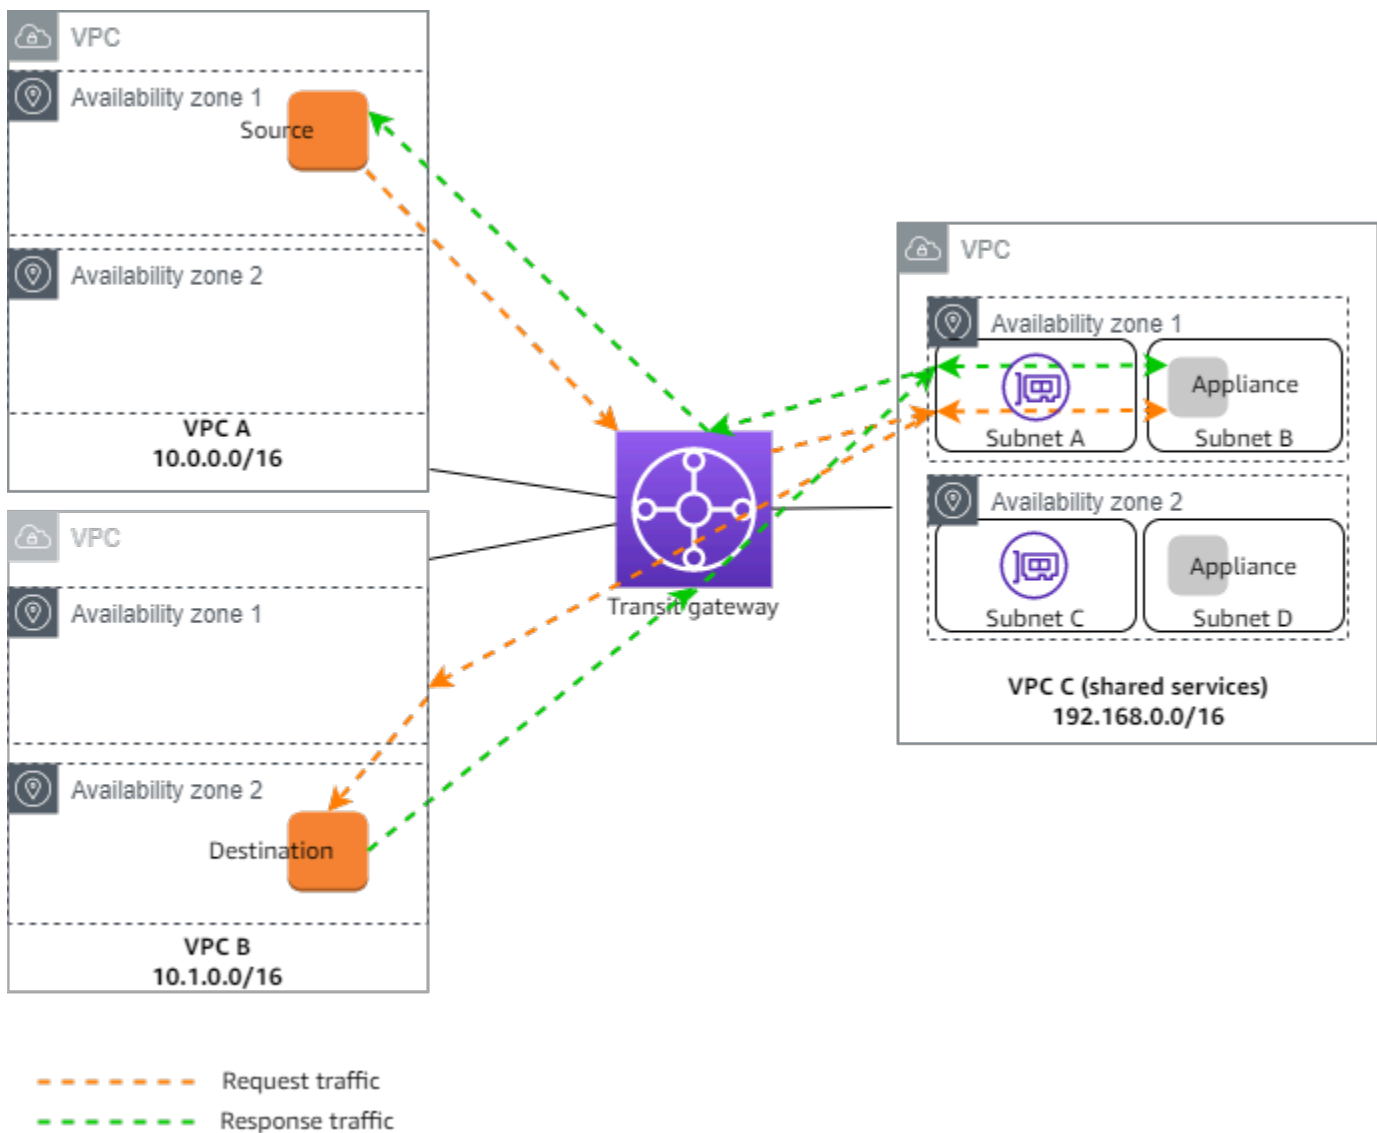 VPC
Availability zone 1
Source
Availability zone 2
VPC A
10.0.0.0/16
VPC
Availability zone 1
Availability zone 2
Destination
VPC B
10.1.0.0/16
Transit gateway
VPC
Availability zone 1
Appliance
Subnet A
Subnet B
Availability zone 2
Appliance
Subnet C
Subnet D
VPC C (shared services)
192.168.0.0/16
Request traffic
Response traffic